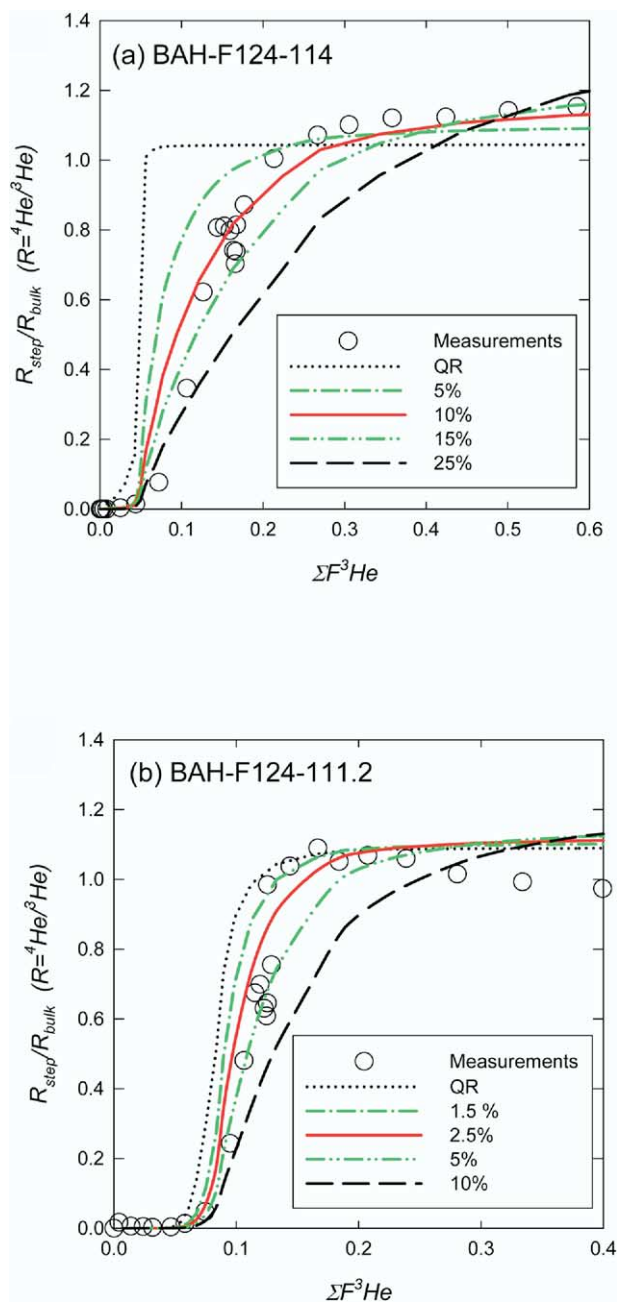 (a) BAH-F124-114
1.4
1.2
1.0
0.8
0.6
0.4
0.2
0.0
R_step/R_bulk (R=⁴He/³He)
Measurements
QR
5%
10%
15%
25%
0.0 0.1 0.2 0.3 0.4 0.5 0.6
ΣF³He
(b) BAH-F124-111.2
1.4
1.2
1.0
0.8
0.6
0.4
0.2
0.0
R_step/R_bulk (R=⁴He/³He)
Measurements
QR
1.5 %
2.5%
5%
10%
0.0 0.1 0.2 0.3 0.4
ΣF³He